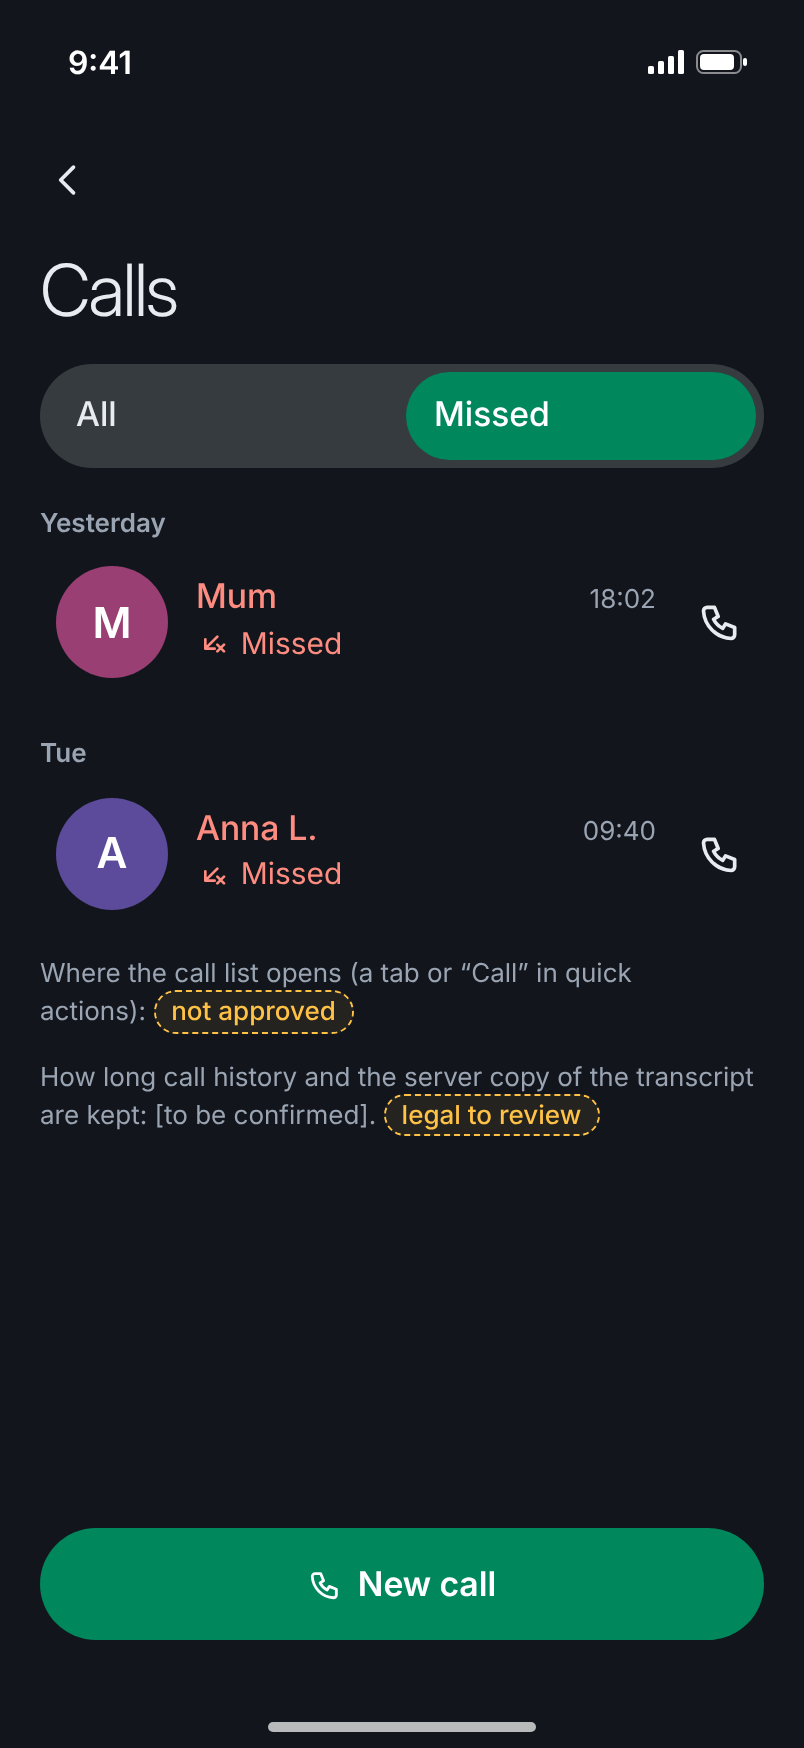 9:41
Calls
All
Missed
Yesterday
M
Mum
18:02
Missed
Tue
A
Anna L.
09:40
Missed
Where the call list opens (a tab or “Call” in quick
actions): not approved
How long call history and the server copy of the transcript
are kept: [to be confirmed]. legal to review
New call